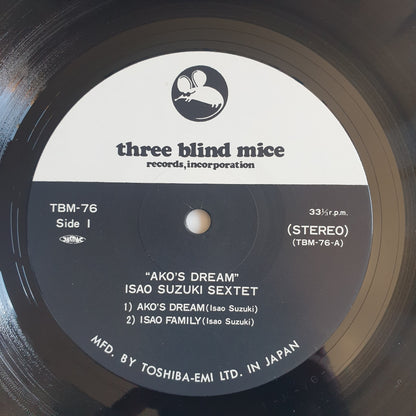 three blind mice
records, incorporation
TBM-76
Side I
33⅓ r.p.m.
(STEREO)
(TBM-76-A)
"AKO'S DREAM"
ISAO SUZUKI SEXTET
1) AKO'S DREAM (Isao Suzuki)
2) ISAO FAMILY (Isao Suzuki)
MFD. BY TOSHIBA-EMI LTD. IN JAPAN